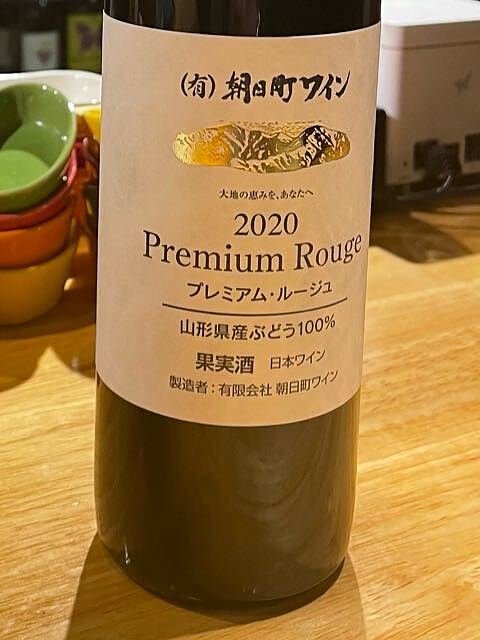 (有) 朝日町ワイン
大地の恵みを、あなたへ
2020
Premium Rouge
プレミアム・ルージュ
山形県産ぶどう100%
果実酒 日本ワイン
製造者：有限会社 朝日町ワイン